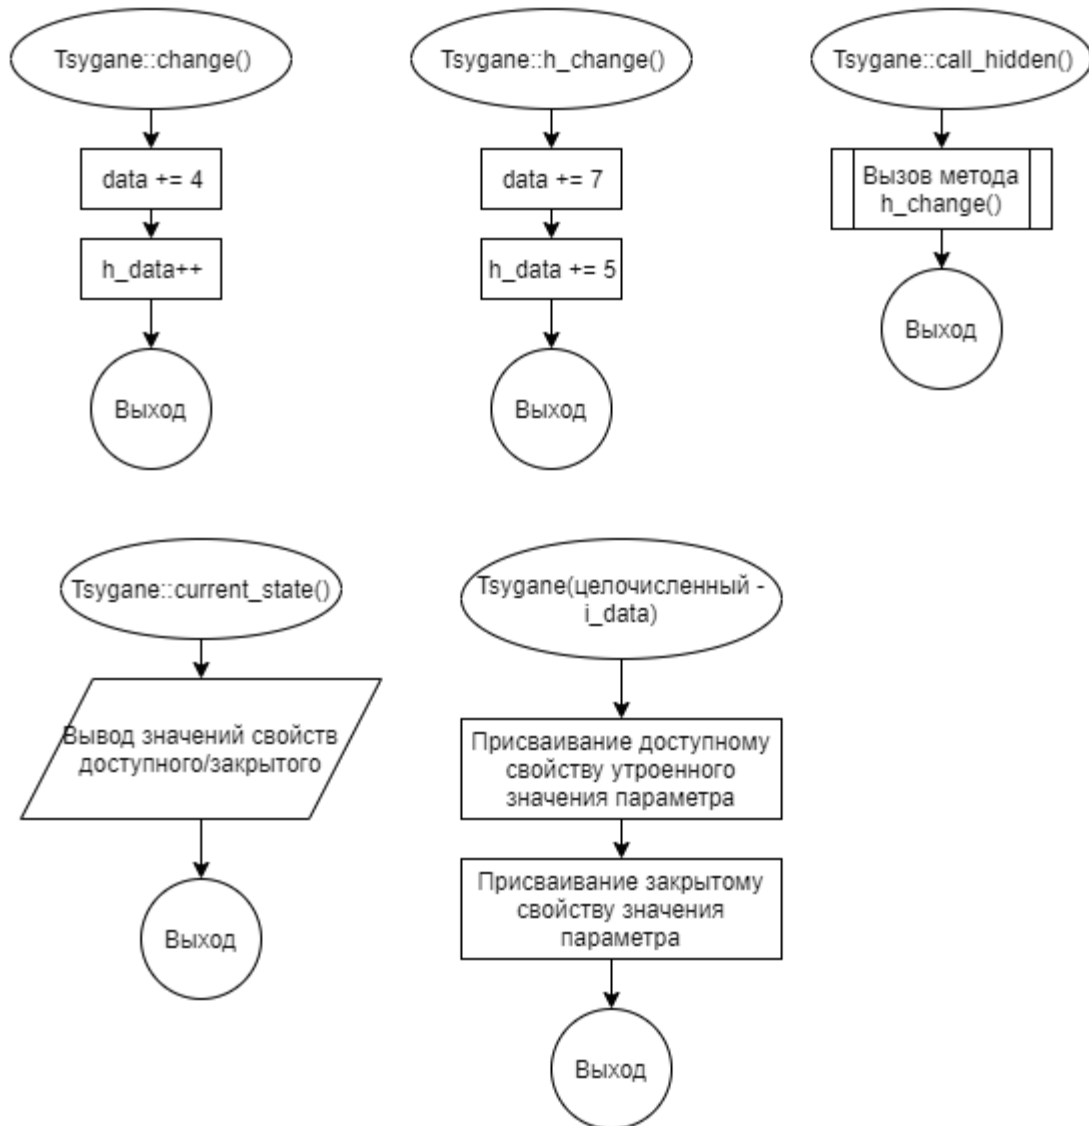 Tsygane::change()
data += 4
h_data++
Выход
Tsygane::h_change()
data += 7
h_data += 5
Выход
Tsygane::call_hidden()
Вызов метода
h_change()
Выход
Tsygane::current_state()
Вывод значений свойств
доступного/закрытого
Выход
Tsygane(целочисленный -
i_data)
Присваивание доступному
свойству утроенного
значения параметра
Присваивание закрытому
свойству значения
параметра
Выход